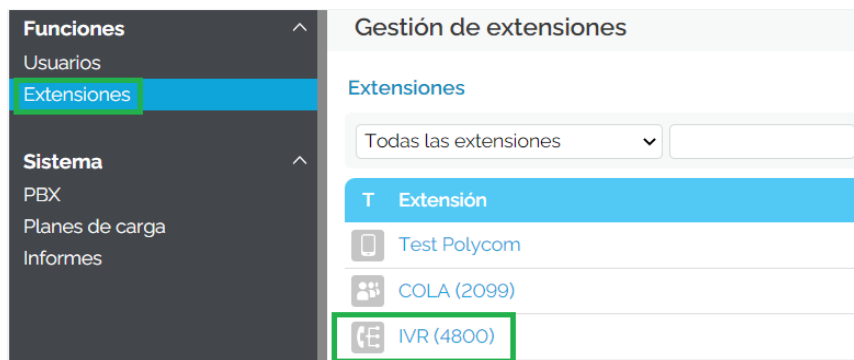 Funciones
Usuarios
Extensiones
Sistema
PBX
Planes de carga
Informes
Gestión de extensiones
Extensiones
Todas las extensiones
T Extensión
Test Polycom
COLA (2099)
IVR (4800)